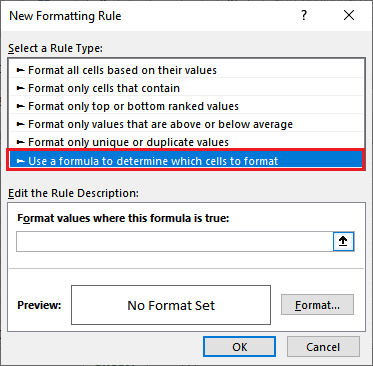 New Formatting Rule ? ×
Select a Rule Type:
► Format all cells based on their values
► Format only cells that contain
► Format only top or bottom ranked values
► Format only values that are above or below average
► Format only unique or duplicate values
► Use a formula to determine which cells to format
Edit the Rule Description:
Format values where this formula is true:
Preview: No Format Set Format...
OK Cancel